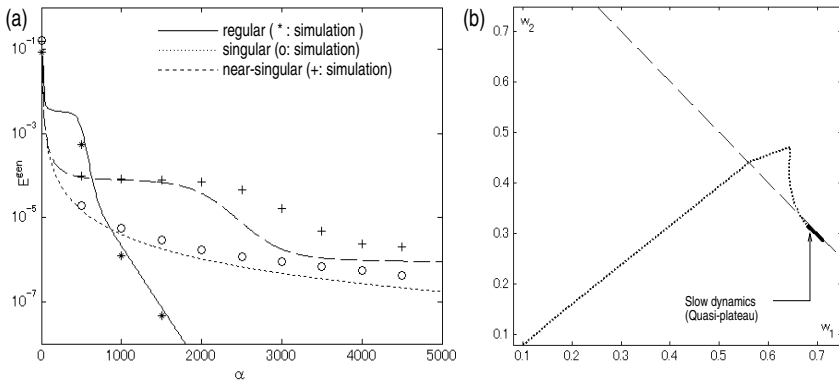 (a)
regular ( * : simulation )
singular (o: simulation)
near-singular (+: simulation)
10^-1
10^-3
10^-5
10^-7
E^gen
0 1000 2000 3000 4000 5000
α
(b)
w_2
0.7
0.6
0.5
0.4
0.3
0.2
0.1
Slow dynamics
(Quasi-plateau)
w_1
0.1 0.2 0.3 0.4 0.5 0.6 0.7